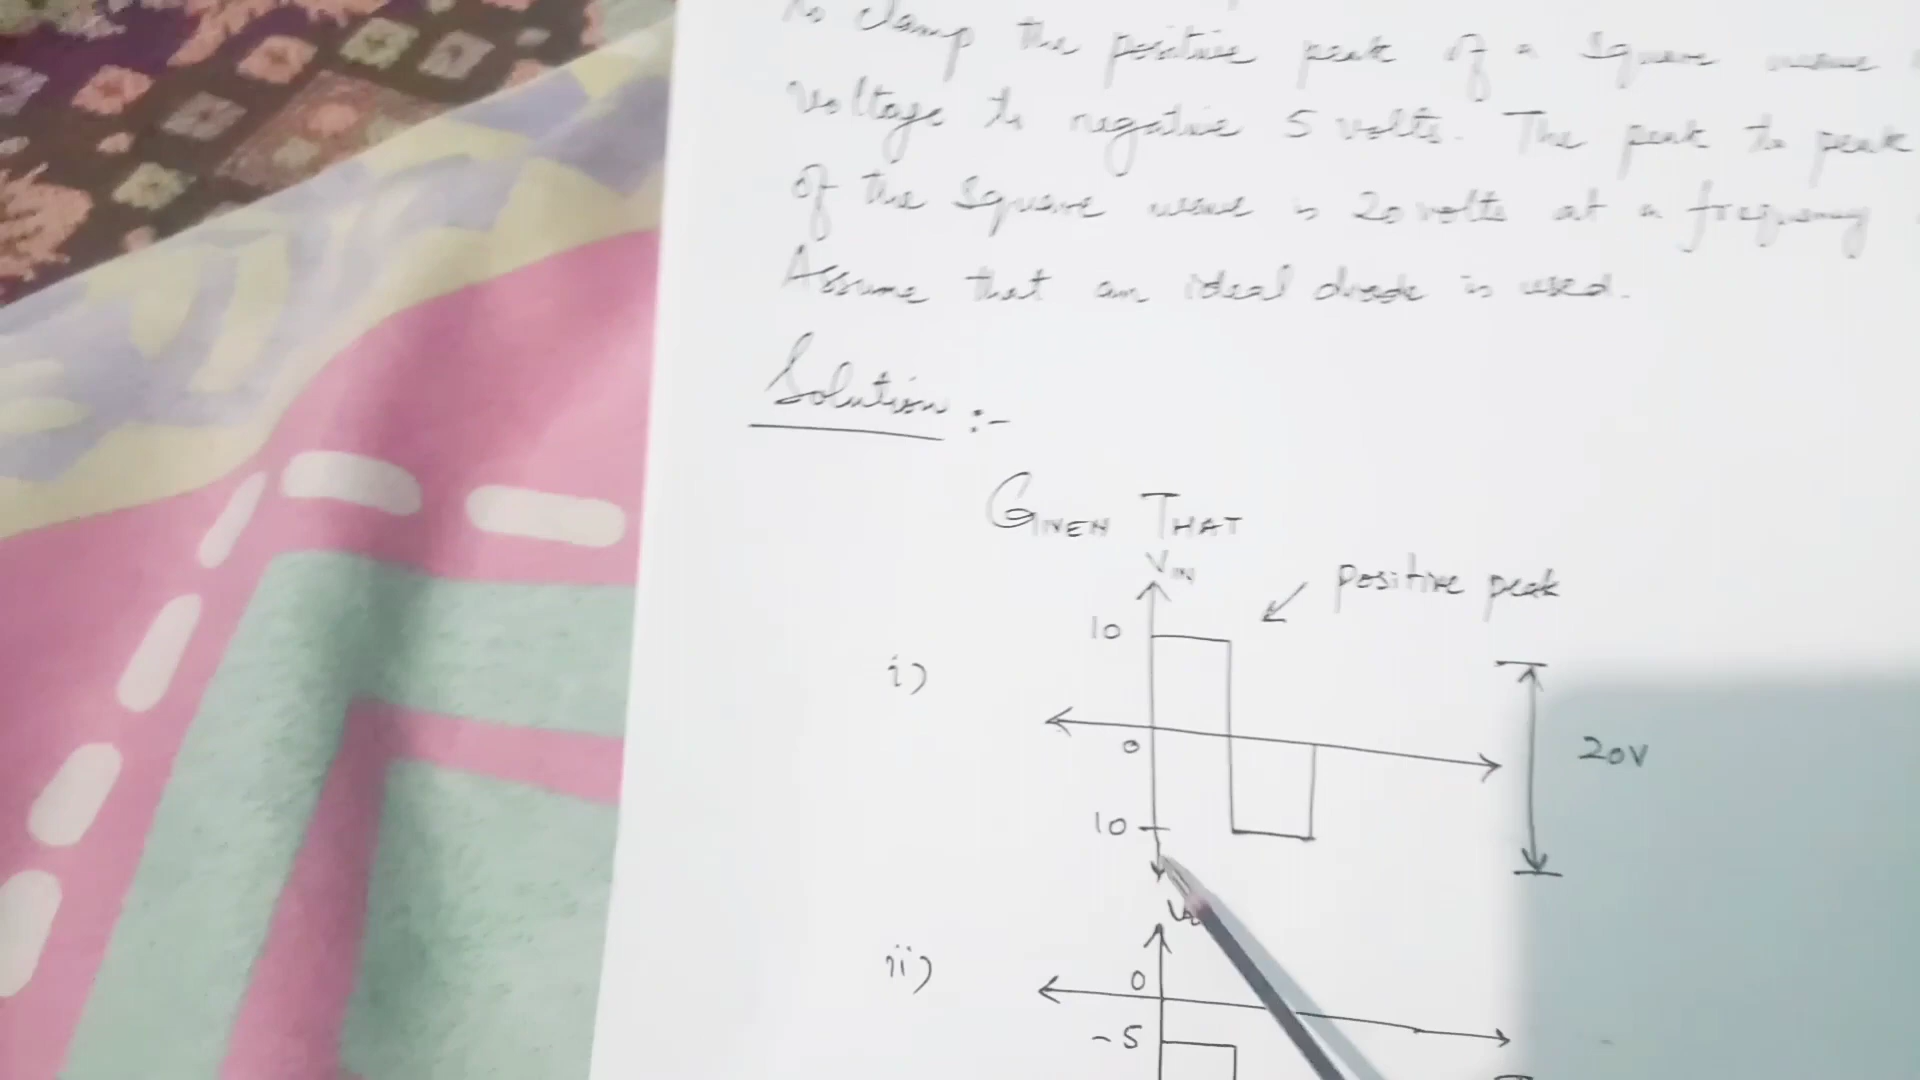 to clamp the positive peak of a square wave
voltage to negative 5 volts. The peak to peak
of the square wave is 20 volts at a frequency
Assume that an ideal diode is used.
Solution :-
GIVEN THAT
VIN
positive peak
10
i)
0
20V
10
ii)
0
-5